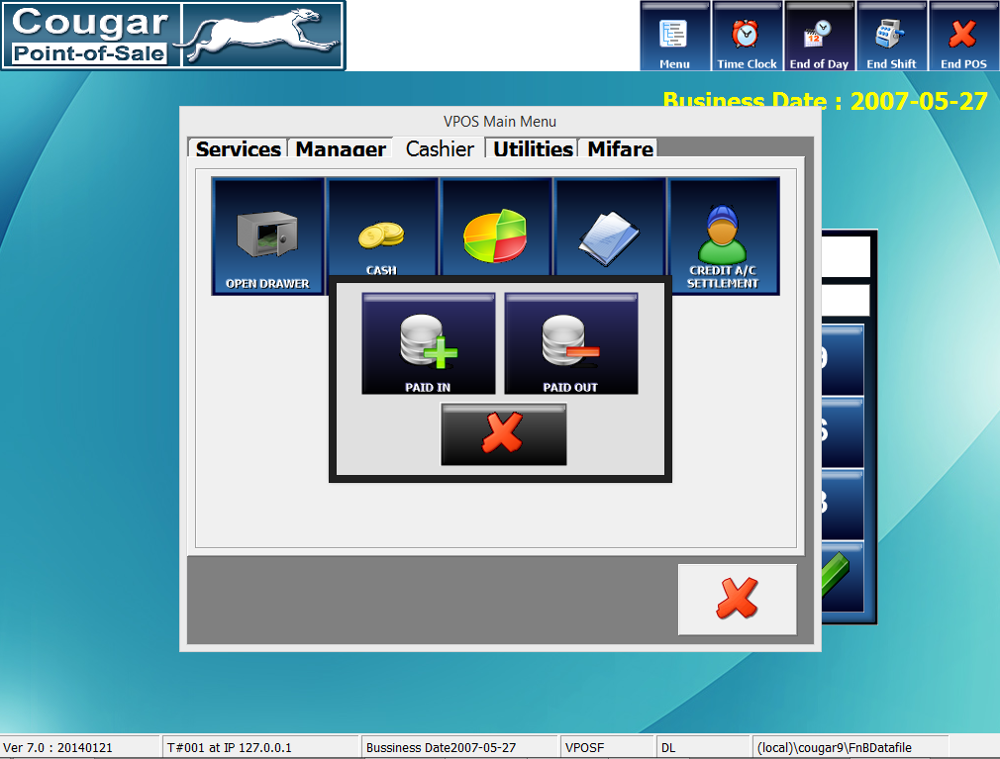 Cougar
Point-of-Sale
Menu
Time Clock
12
End of Day
End Shift
End POS
Business Date : 2007-05-27
VPOS Main Menu
Services
Manager
Cashier
Utilities
Mifare
OPEN DRAWER
CASH
CREDIT A/C
SETTLEMENT
PAID IN
PAID OUT
Ver 7.0 : 20140121
T#001 at IP 127.0.0.1
Bussiness Date2007-05-27
VPOSF
DL
(local)\cougar9\FnBDatafile